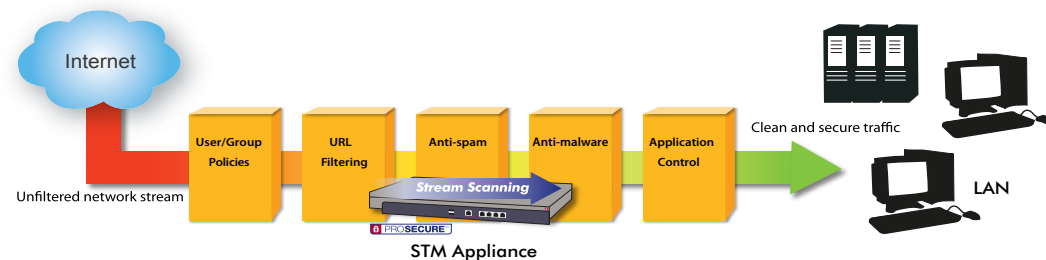 Internet
Unfiltered network stream
User/Group
Policies
URL
Filtering
Anti-spam
Anti-malware
Application
Control
Stream Scanning
PROSECURE
STM Appliance
Clean and secure traffic
LAN